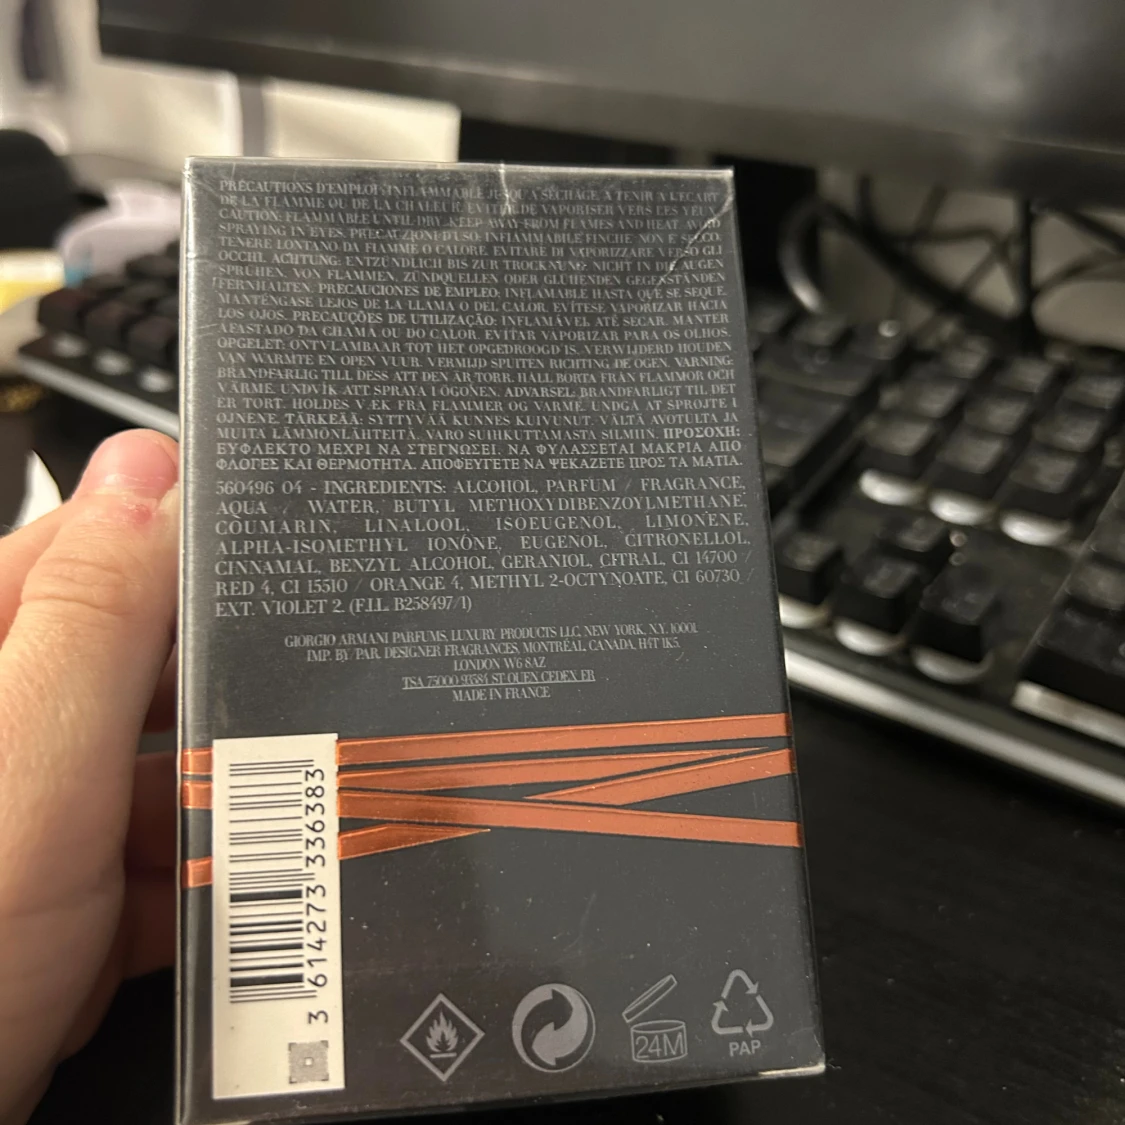 PRÉCAUTIONS D'EMPLOI: INFLAMMABLE JUSQU'À SÉCHAGE. À TENIR À L'ÉCART
DE LA FLAMME OU DE LA CHALEUR. ÉVITER DE VAPORISER VERS LES YEUX.
CAUTION: FLAMMABLE UNTIL DRY. KEEP AWAY FROM FLAMES AND HEAT. AVOID
SPRAYING IN EYES. PRECAUZIONI D'USO: INFIAMMABILE FINCHE' NON E' SECCO.
TENERE LONTANO DA FIAMME O CALORE. EVITARE DI VAPORIZZARE VERSO GLI
OCCHI. ACHTUNG: ENTZÜNDLICH BIS ZUR TROCKNUNG. NICHT IN DIE AUGEN
SPRÜHEN. VON FLAMMEN, ZÜNDQUELLEN ODER GLÜHENDEN GEGENSTÄNDEN
FERNHALTEN. PRECAUCIONES DE EMPLEO: INFLAMABLE HASTA QUE SE SEQUE.
MANTÉNGASE LEJOS DE LA LLAMA O DEL CALOR. EVÍTESE VAPORIZAR HACIA
LOS OJOS. PRECAUÇÕES DE UTILIZAÇÃO: INFLAMÁVEL ATÉ SECAR. MANTER
AFASTADO DA CHAMA OU DO CALOR. EVITAR VAPORIZAR PARA OS OLHOS.
OPGELET: ONTVLAMBAAR TOT HET OPGEDROOGD IS. VERWIJDERD HOUDEN
VAN WARMTE EN OPEN VUUR. VERMIJD SPUITEN RICHTING DE OGEN. VARNING:
BRANDFARLIG TILL DESS ATT DEN ÄR TORR. HÅLL BORTA FRÅN FLAMMOR OCH
VÄRME. UNDVIK ATT SPRAYA I ÖGONEN. ADVARSEL: BRANDFARLIGT TIL DET
ER TORT. HOLDES VÆK FRA FLAMMER OG VARME. UNDGÅ AT SPRØJTE I
ØJNENE. TÄRKEÄÄ: SYTTYVÄÄ KUNNES KUIVUNUT. VÄLTÄ AVOTULTA JA
MUITA LÄMMÖNLÄHTEITÄ. VARO SUIHKUTTAMASTA SILMIIN. ΠΡΟΣΟΧΗ:
ΕΥΦΛΕΚΤΟ ΜΕΧΡΙ ΝΑ ΣΤΕΓΝΩΣΕΙ. ΝΑ ΦΥΛΑΣΣΕΤΑΙ ΜΑΚΡΙΑ ΑΠΟ
ΦΛΟΓΕΣ ΚΑΙ ΘΕΡΜΟΤΗΤΑ. ΑΠΟΦΕΥΓΕΤΕ ΝΑ ΨΕΚΑΖΕΤΕ ΠΡΟΣ ΤΑ ΜΑΤΙΑ.
560496 04 - INGREDIENTS: ALCOHOL, PARFUM / FRAGRANCE,
AQUA / WATER, BUTYL METHOXYDIBENZOYLMETHANE,
COUMARIN, LINALOOL, ISOEUGENOL, LIMONENE,
ALPHA-ISOMETHYL IONONE, EUGENOL, CITRONELLOL,
CINNAMAL, BENZYL ALCOHOL, GERANIOL, CITRAL, CI 14700 /
RED 4, CI 15510 / ORANGE 4, METHYL 2-OCTYNOATE, CI 60730 /
EXT. VIOLET 2. (F.I.L. B258497/1)
GIORGIO ARMANI PARFUMS, LUXURY PRODUCTS LLC, NEW YORK, N.Y. 10001.
IMP. BY/PAR. DESIGNER FRAGRANCES, MONTRÉAL, CANADA, H4T 1K5.
LONDON W6 8AZ
TSA 75000-93584 ST OUEN CEDEX FR
MADE IN FRANCE
3 614273 336383
24M
PAP